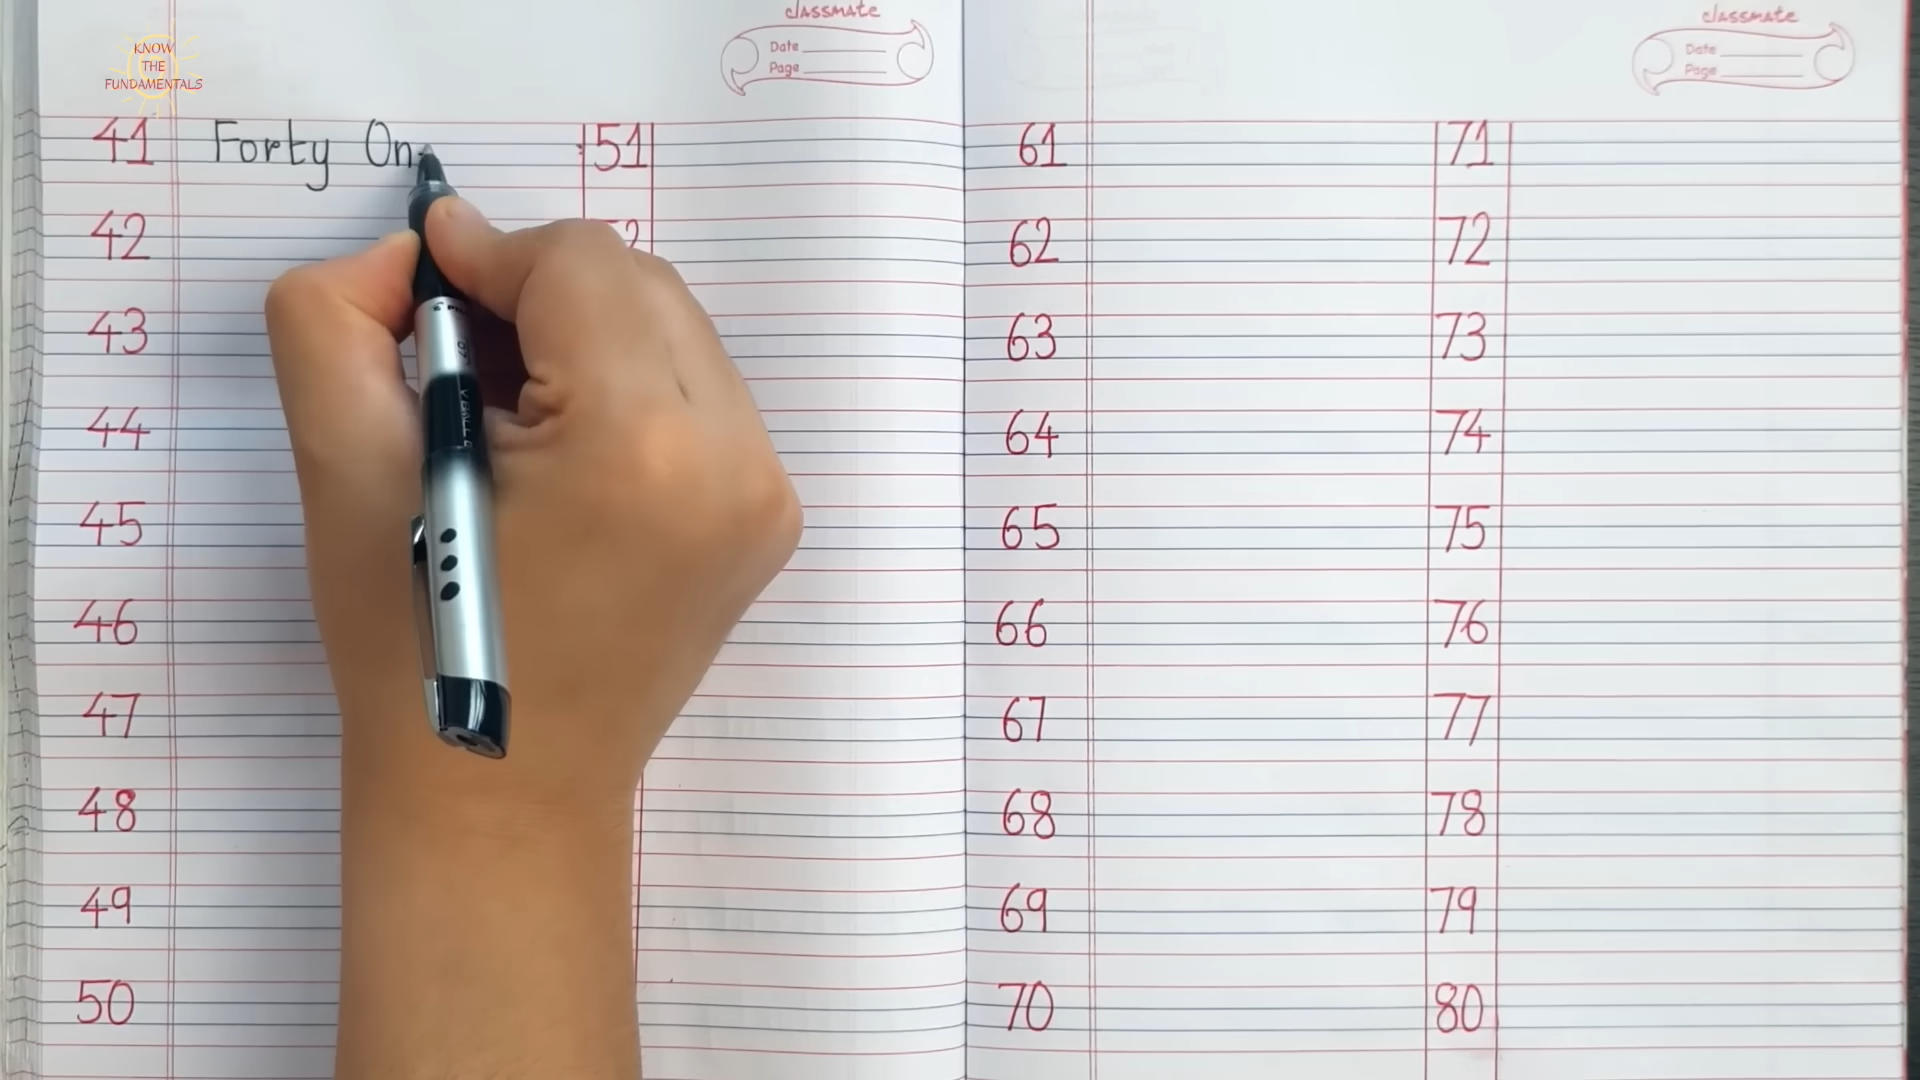 KNOW
THE
FUNDAMENTALS
classmate
Date
Page
classmate
Date
Page
41 Forty On 51 61 71
42 62 72
43 63 73
44 64 74
45 65 75
46 66 76
47 67 77
48 68 78
49 69 79
50 70 80